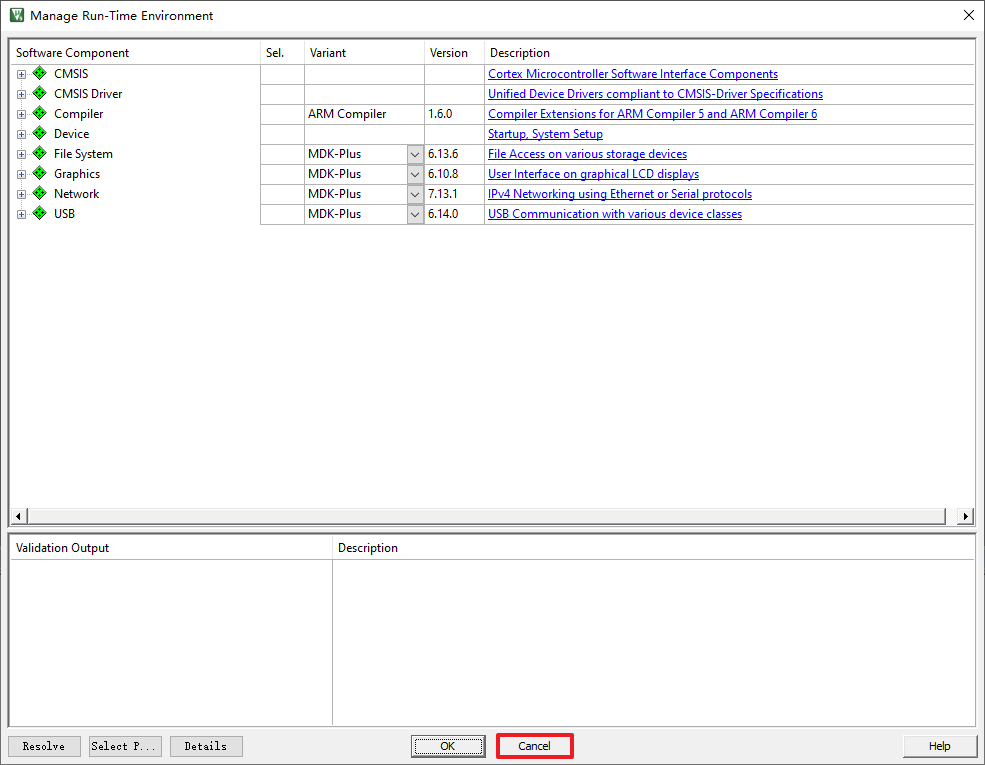 Manage Run-Time Environment
Software Component Sel. Variant Version Description
CMSIS Cortex Microcontroller Software Interface Components
CMSIS Driver Unified Device Drivers compliant to CMSIS-Driver Specifications
Compiler ARM Compiler 1.6.0 Compiler Extensions for ARM Compiler 5 and ARM Compiler 6
Device Startup, System Setup
File System MDK-Plus 6.13.6 File Access on various storage devices
Graphics MDK-Plus 6.10.8 User Interface on graphical LCD displays
Network MDK-Plus 7.13.1 IPv4 Networking using Ethernet or Serial protocols
USB MDK-Plus 6.14.0 USB Communication with various device classes
Validation Output Description
Resolve Select P... Details OK Cancel Help